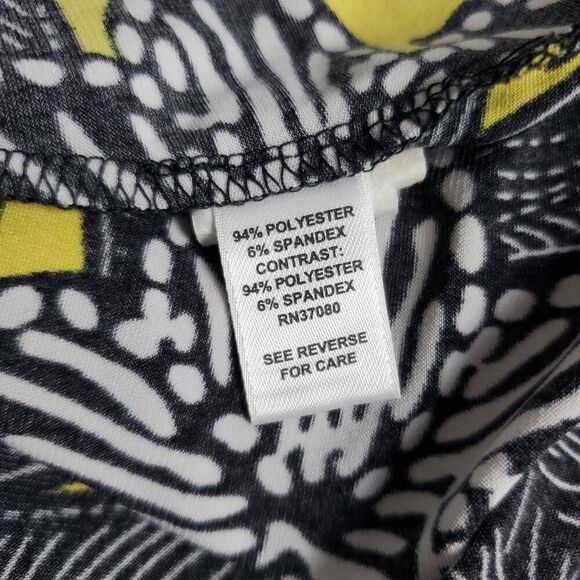 94% POLYESTER
6% SPANDEX
CONTRAST:
94% POLYESTER
6% SPANDEX
RN37080
SEE REVERSE
FOR CARE